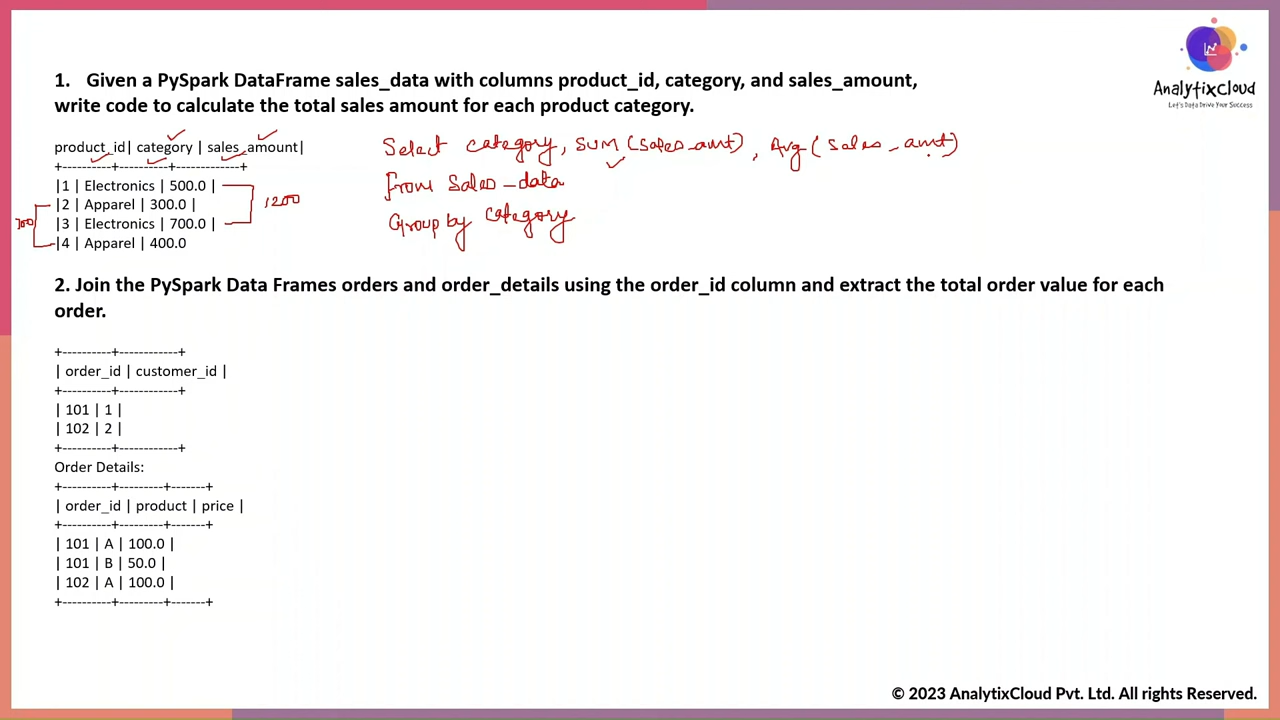 AnalytixCloud
Let's Data Drive Your Success
1. Given a PySpark DataFrame sales_data with columns product_id, category, and sales_amount,
write code to calculate the total sales amount for each product category.
product_id| category | sales_amount|
+----------+----------+-------------+
|1 | Electronics | 500.0 |
|2 | Apparel | 300.0 |
|3 | Electronics | 700.0 |
|4 | Apparel | 400.0
1200
700
Select category, SUM (Sales_amt), Avg (Sales_amt)
from Sales_data
Group by category
2. Join the PySpark Data Frames orders and order_details using the order_id column and extract the total order value for each
order.
+----------+------------+
| order_id | customer_id |
+----------+------------+
| 101 | 1 |
| 102 | 2 |
+----------+------------+
Order Details:
+----------+---------+-------+
| order_id | product | price |
+----------+---------+-------+
| 101 | A | 100.0 |
| 101 | B | 50.0 |
| 102 | A | 100.0 |
+----------+---------+-------+
© 2023 AnalytixCloud Pvt. Ltd. All rights Reserved.